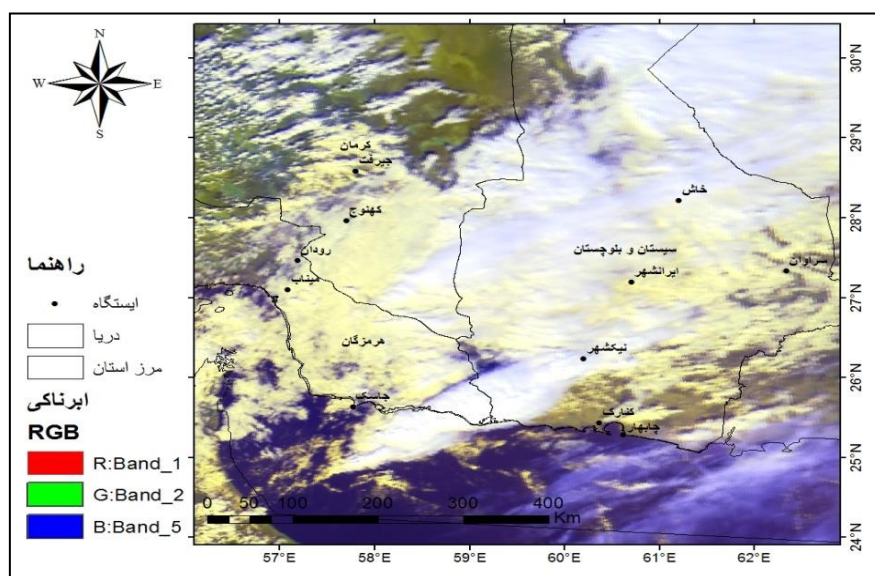 N
W E
S
راهنما
ایستگاه
دریا
مرز استان
ابرناکی
RGB
R:Band_1
G:Band_2
B:Band_5
کرمان
جیرفت
کهنوج
رودان
میناب
هرمزگان
جاسک
خاش
سیستان و بلوچستان
ایرانشهر
سراوان
نیکشهر
کنارک
چابهار
0 50 100 200 300 400
Km
30°N
29°N
28°N
27°N
26°N
25°N
24°N
57°E 58°E 59°E 60°E 61°E 62°E